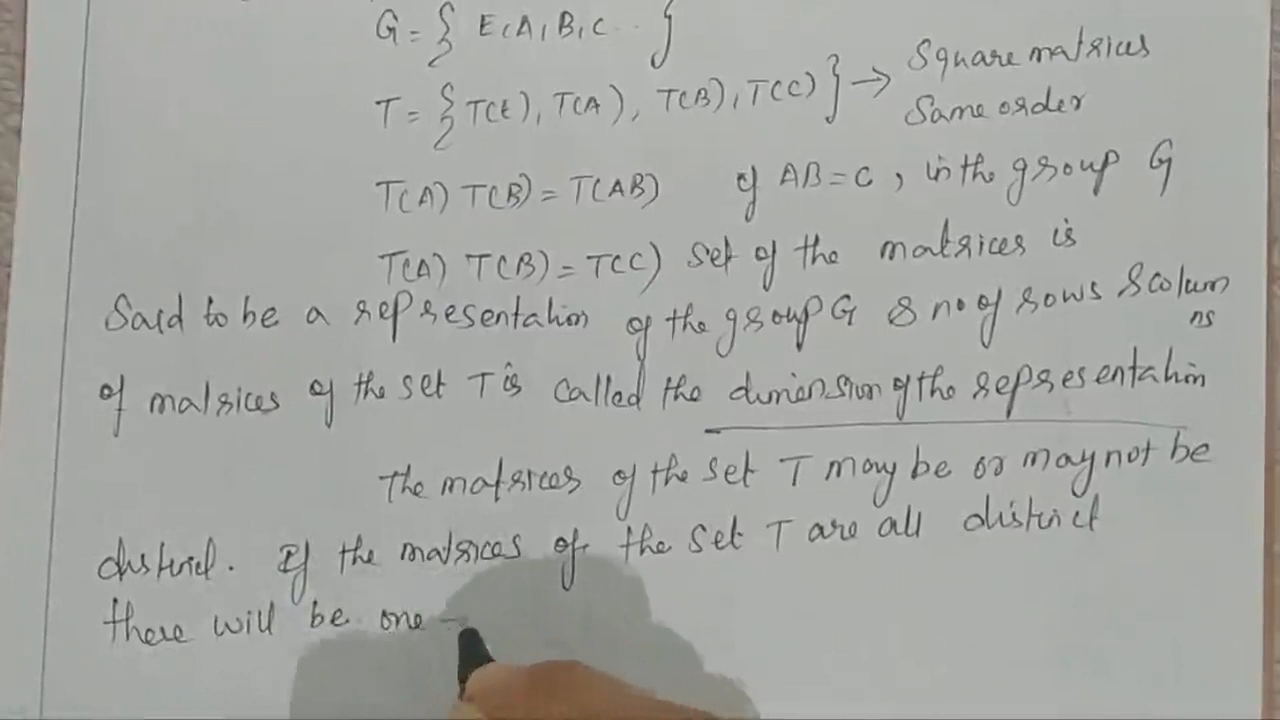 G = { E, A, B, C .. }
T = { T(E), T(A), T(B), T(C) } → Square matrices
Same order
T(A) T(B) = T(AB) if AB = C, in the group G
T(A) T(B) = T(C) set of the matrices is
Said to be a representation of the group G & no of rows & colum
ns
of matrices of the set T is called the dimension of the representation
The matrices of the set T may be or may not be
distinct. If the matrices of the set T are all distinct
there will be one -